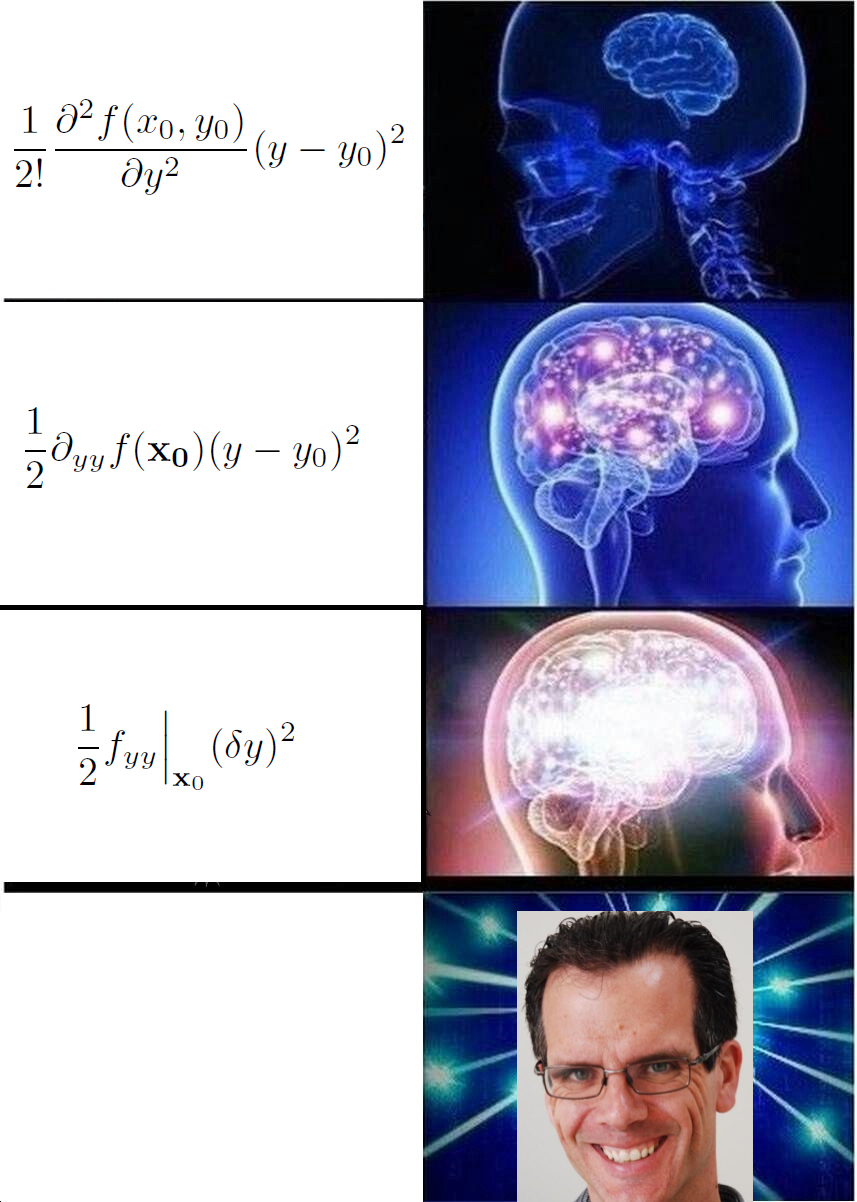 \frac{1}{2!} \frac{\partial^2 f(x_0, y_0)}{\partial y^2} (y - y_0)^2
\frac{1}{2} \partial_{yy} f(\mathbf{x_0})(y - y_0)^2
\frac{1}{2} f_{yy} \Big|_{\mathbf{x}_0} (\delta y)^2